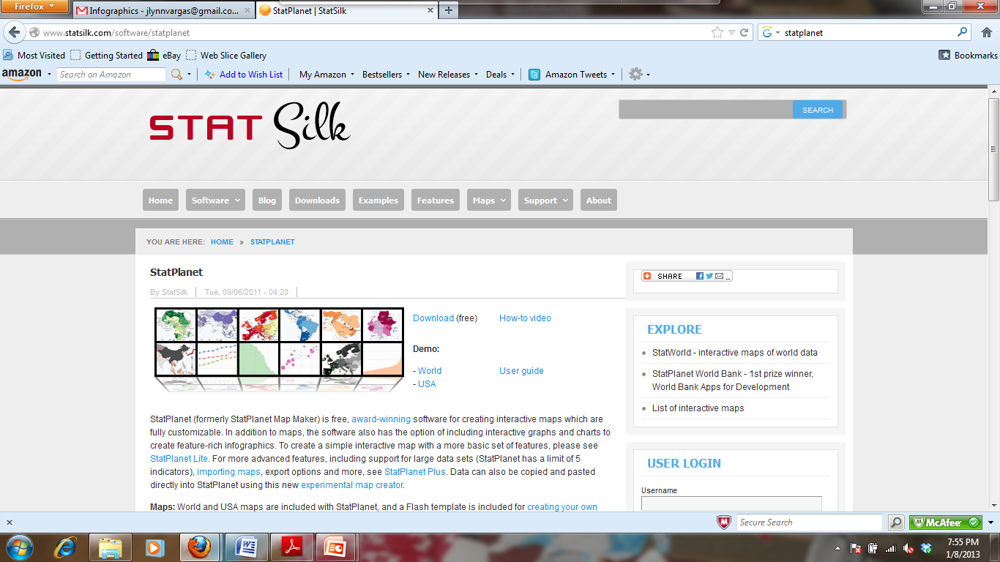 Firefox
Infographics - jlynnvargas@gmail.co...
StatPlanet | StatSilk
www.statsilk.com/software/statplanet
statplanet
Most Visited
Getting Started
eBay
Web Slice Gallery
Bookmarks
amazon
Search on Amazon
Add to Wish List
My Amazon
Bestsellers
New Releases
Deals
Amazon Tweets
STAT Silk
SEARCH
Home
Software
Blog
Downloads
Examples
Features
Maps
Support
About
YOU ARE HERE: HOME » STATPLANET
StatPlanet
By StatSilk
Tue, 09/06/2011 - 04:20
Download (free)
How-to video
Demo:
- World
User guide
- USA
StatPlanet (formerly StatPlanet Map Maker) is free, award-winning software for creating interactive maps which are
fully customizable. In addition to maps, the software also has the option of including interactive graphs and charts to
create feature-rich infographics. To create a simple interactive map with a more basic set of features, please see
StatPlanet Lite. For more advanced features, including support for large data sets (StatPlanet has a limit of 5
indicators), importing maps, export options and more, see StatPlanet Plus. Data can also be copied and pasted
directly into StatPlanet using this new experimental map creator.
Maps: World and USA maps are included with StatPlanet, and a Flash template is included for creating your own
SHARE
...
EXPLORE
StatWorld - interactive maps of world data
StatPlanet World Bank - 1st prize winner,
World Bank Apps for Development
List of interactive maps
USER LOGIN
Username
Secure Search
McAfee
7:55 PM
1/8/2013